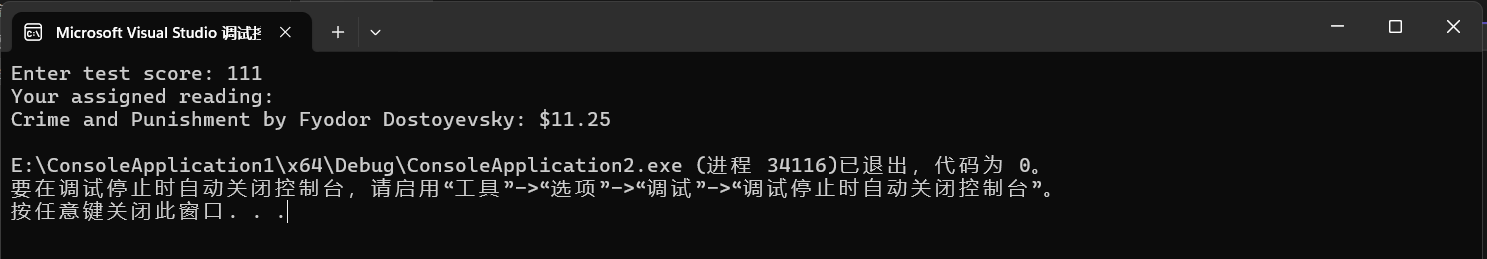 Microsoft Visual Studio 调试
Enter test score: 111
Your assigned reading:
Crime and Punishment by Fyodor Dostoyevsky: $11.25
E:\ConsoleApplication1\x64\Debug\ConsoleApplication2.exe (进程 34116)已退出，代码为 0。
要在调试停止时自动关闭控制台，请启用“工具”->“选项”->“调试”->“调试停止时自动关闭控制台”。
按任意键关闭此窗口. . .